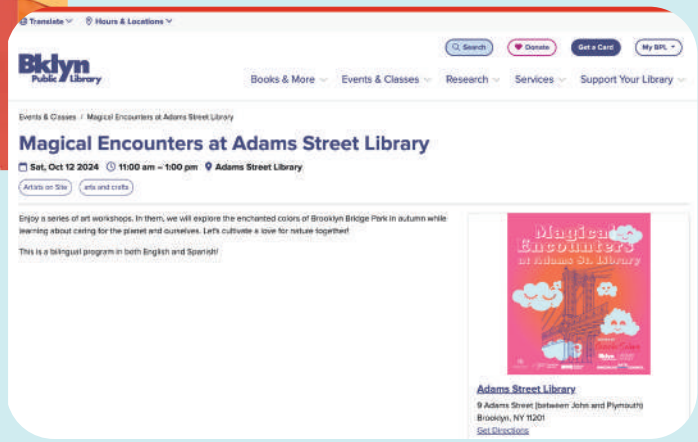 Translate Hours & Locations
Search Donate Get a Card My BPL
Bklyn
Public Library
Books & More Events & Classes Research Services Support Your Library
Events & Classes / Magical Encounters at Adams Street Library
Magical Encounters at Adams Street Library
Sat, Oct 12 2024 11:00 am – 1:00 pm Adams Street Library
Artists on Site arts and crafts
Enjoy a series of art workshops. In them, we will explore the enchanted colors of Brooklyn Bridge Park in autumn while
learning about caring for the planet and ourselves. Let's cultivate a love for nature together!
This is a bilingual program in both English and Spanish!
Magical
Encounters
at Adams St. Library
Adams Street Library
9 Adams Street (between John and Plymouth)
Brooklyn, NY 11201
Get Directions